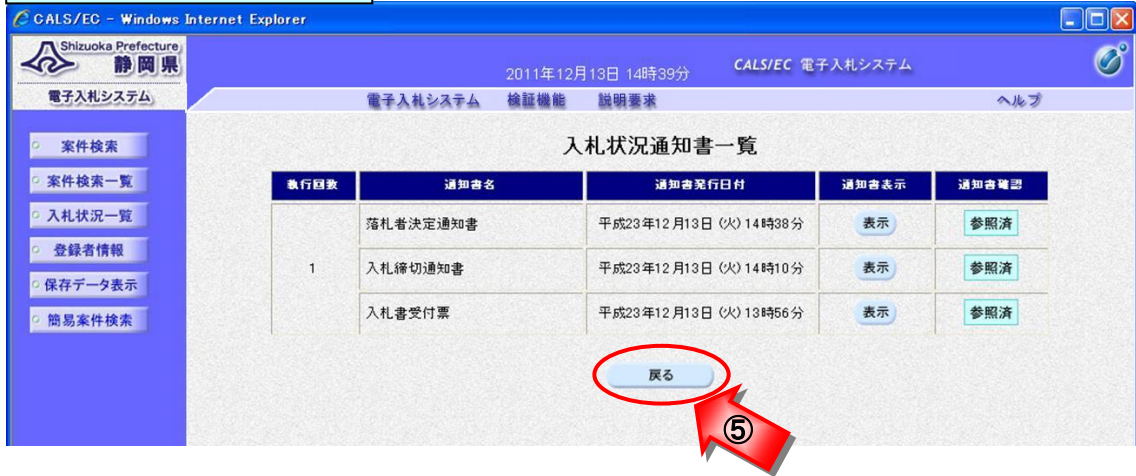 CALS/EC - Windows Internet Explorer
Shizuoka Prefecture
静岡県
電子入札システム
2011年12月13日 14時39分
CALS/EC 電子入札システム
電子入札システム 検証機能 説明要求 ヘルプ
案件検索
案件検索一覧
入札状況一覧
登録者情報
保存データ表示
簡易案件検索
入札状況通知書一覧
執行回数 通知書名 通知書発行日付 通知書表示 通知書確認
落札者決定通知書 平成23年12月13日 (火) 14時38分 表示 参照済
1 入札締切通知書 平成23年12月13日 (火) 14時10分 表示 参照済
入札書受付票 平成23年12月13日 (火) 13時56分 表示 参照済
戻る
⑤